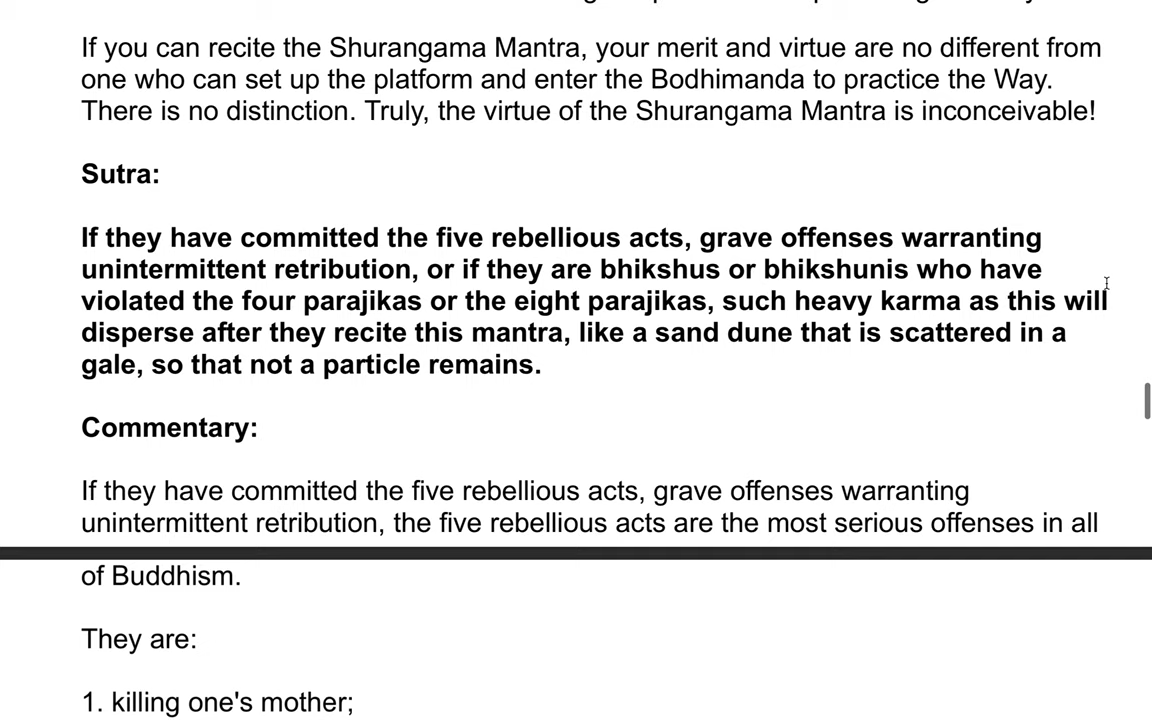 If you can recite the Shurangama Mantra, your merit and virtue are no different from
one who can set up the platform and enter the Bodhimanda to practice the Way.
There is no distinction. Truly, the virtue of the Shurangama Mantra is inconceivable!
Sutra:
If they have committed the five rebellious acts, grave offenses warranting
unintermittent retribution, or if they are bhikshus or bhikshunis who have
violated the four parajikas or the eight parajikas, such heavy karma as this will
disperse after they recite this mantra, like a sand dune that is scattered in a
gale, so that not a particle remains.
Commentary:
If they have committed the five rebellious acts, grave offenses warranting
unintermittent retribution, the five rebellious acts are the most serious offenses in all
of Buddhism.
They are:
1. killing one's mother;